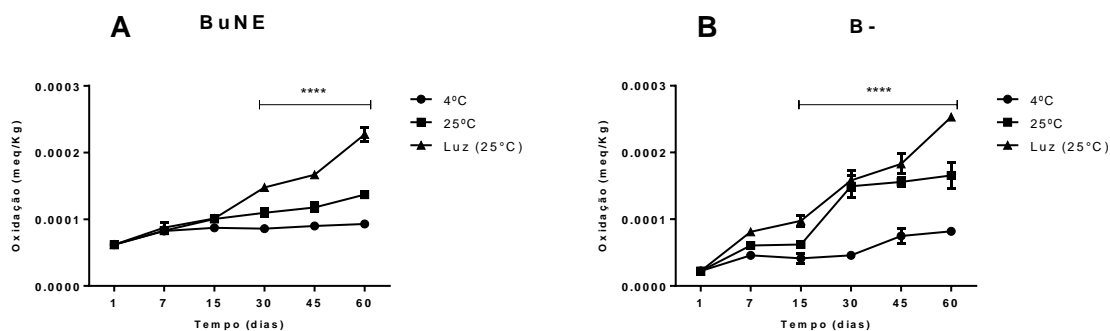 A BuNE
0.0003
0.0002
0.0001
0.0000
Oxidação (meq/Kg)
****
4ºC
25ºC
Luz (25°C)
1 7 15 30 45 60
Tempo (dias)
B B-
0.0003
0.0002
0.0001
0.0000
Oxidação (meq/Kg)
****
4ºC
25ºC
Luz (25°C)
1 7 15 30 45 60
Tempo (dias)